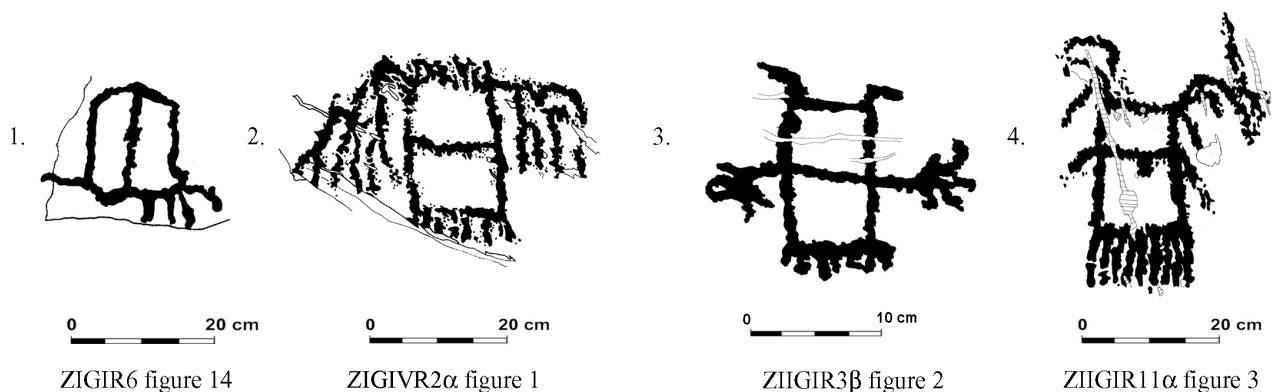 1.
2.
3.
4.
0 20 cm
0 20 cm
0 10 cm
0 20 cm
ZIGIR6 figure 14
ZIGIVR2α figure 1
ZIIGIR3β figure 2
ZIIGIR11α figure 3